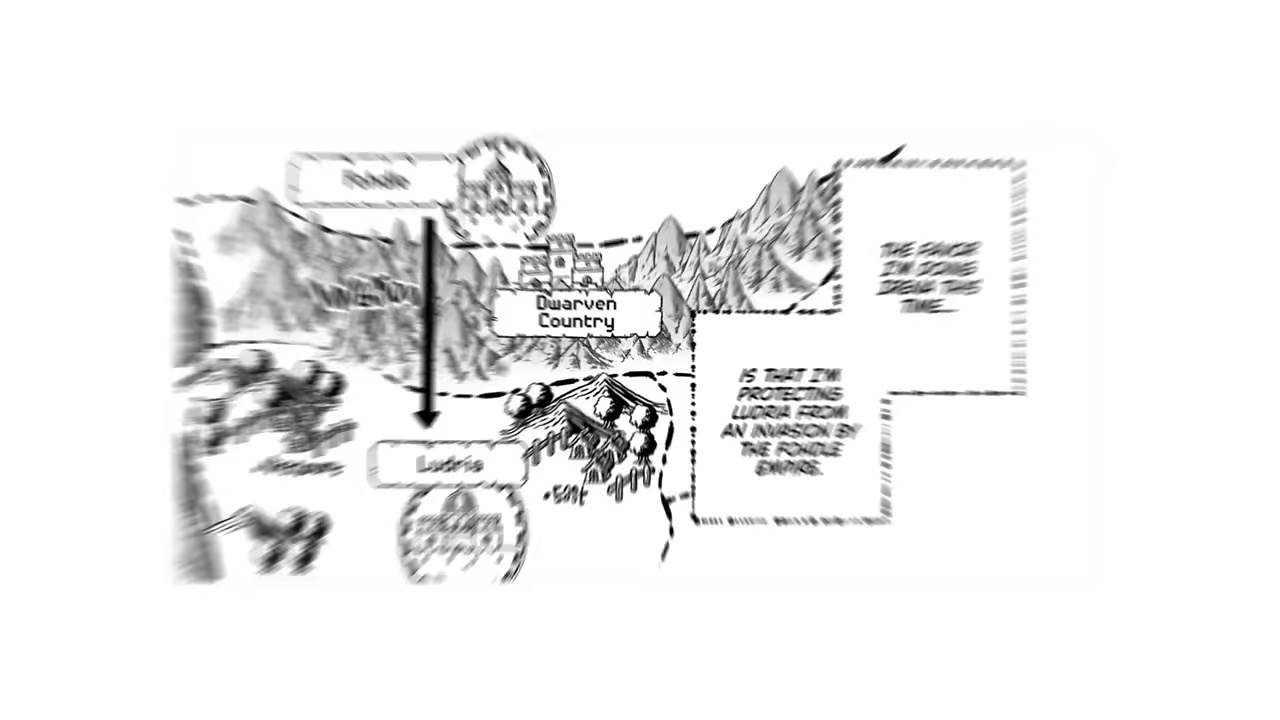 Fohdle
Dwarven
Country
Ludria
THE FAVOR
I'M DOING
IRENA THIS
TIME...
IS THAT I'M
PROTECTING
LUDRIA FROM
AN INVASION BY
THE FOHDLE
EMPIRE.